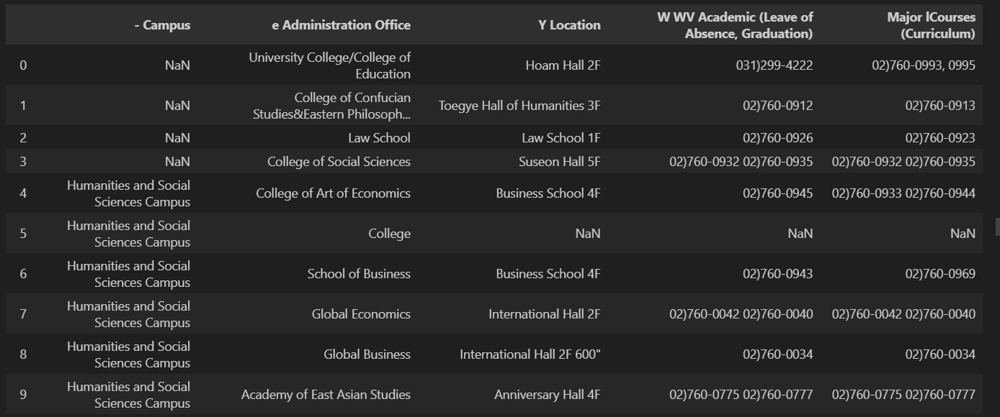 - Campus e Administration Office Y Location W WV Academic (Leave of Absence, Graduation) Major lCourses (Curriculum)
0 NaN University College/College of Education Hoam Hall 2F 031)299-4222 02)760-0993, 0995
1 NaN College of Confucian Studies&Eastern Philosoph... Toegye Hall of Humanities 3F 02)760-0912 02)760-0913
2 NaN Law School Law School 1F 02)760-0926 02)760-0923
3 NaN College of Social Sciences Suseon Hall 5F 02)760-0932 02)760-0935 02)760-0932 02)760-0935
4 Humanities and Social Sciences Campus College of Art of Economics Business School 4F 02)760-0945 02)760-0933 02)760-0944
5 Humanities and Social Sciences Campus College NaN NaN NaN
6 Humanities and Social Sciences Campus School of Business Business School 4F 02)760-0943 02)760-0969
7 Humanities and Social Sciences Campus Global Economics International Hall 2F 02)760-0042 02)760-0040 02)760-0042 02)760-0040
8 Humanities and Social Sciences Campus Global Business International Hall 2F 600" 02)760-0034 02)760-0034
9 Humanities and Social Sciences Campus Academy of East Asian Studies Anniversary Hall 4F 02)760-0775 02)760-0777 02)760-0775 02)760-0777